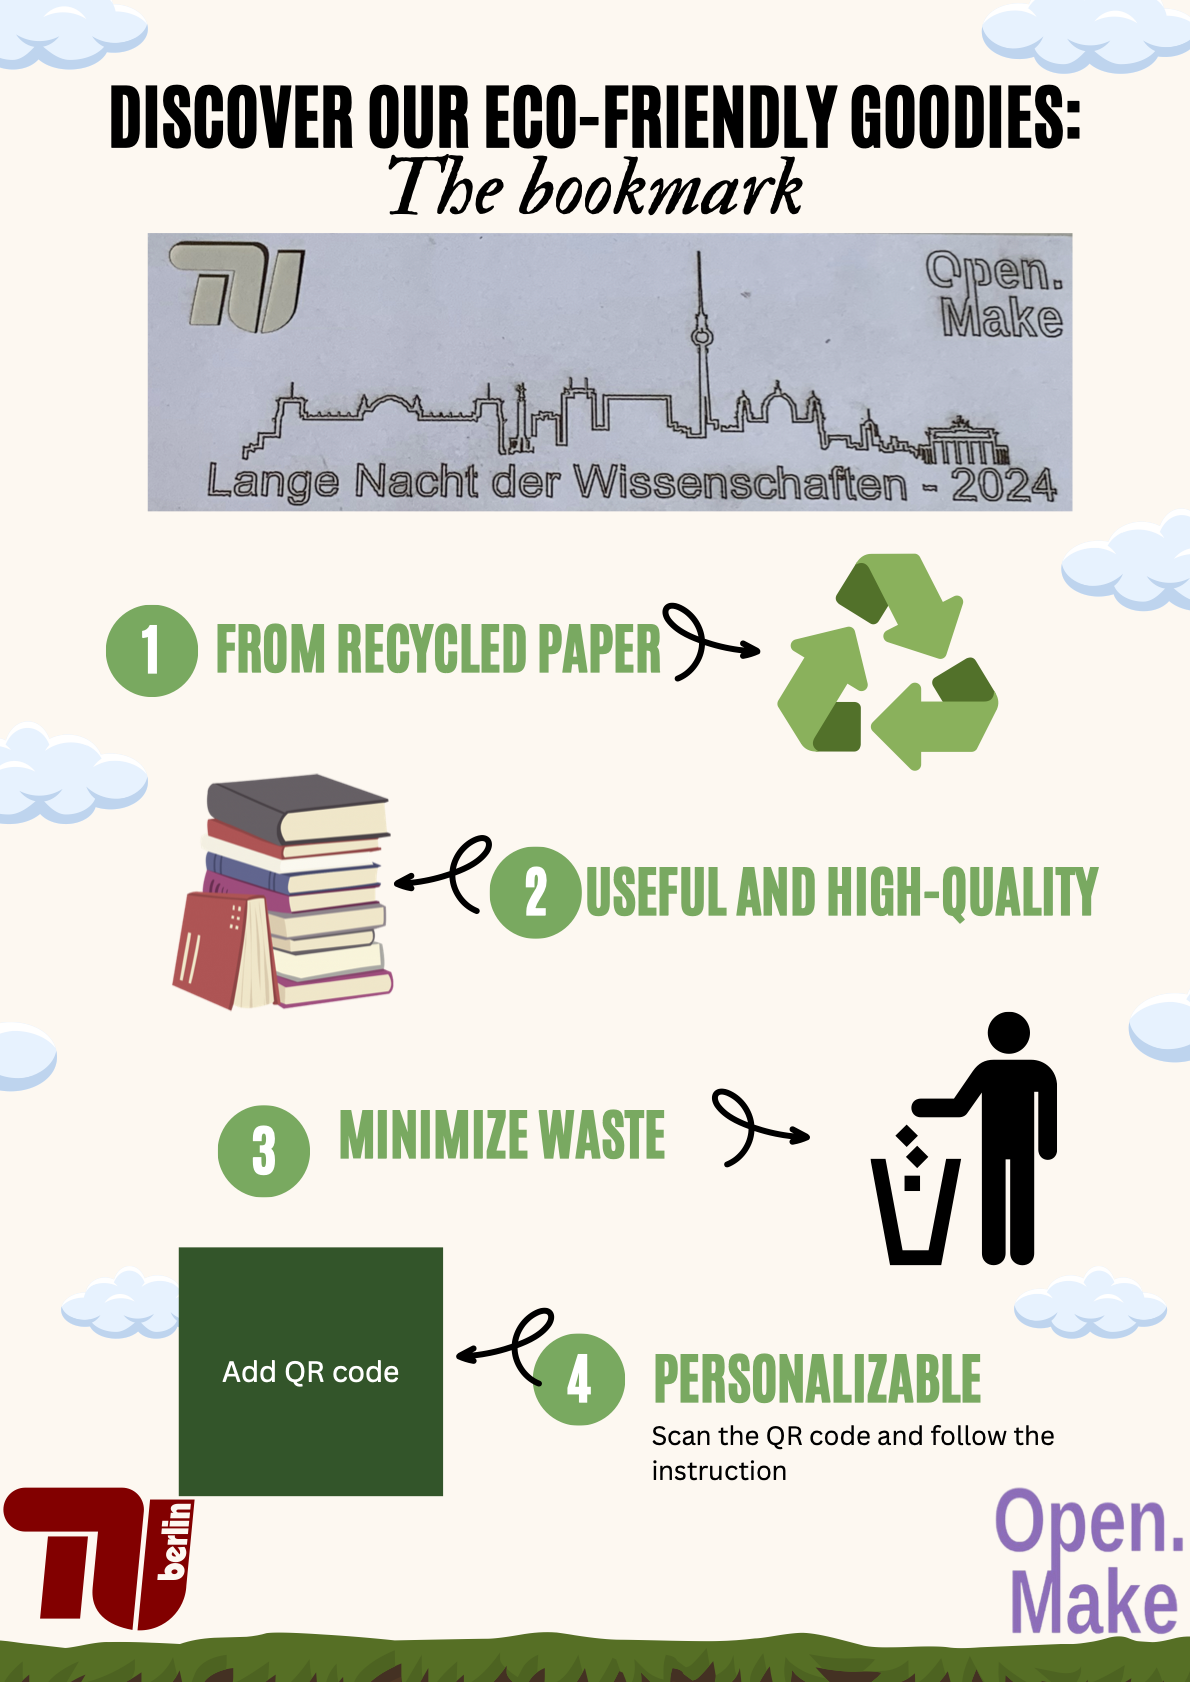 DISCOVER OUR ECO-FRIENDLY GOODIES:
The bookmark
TU
Open.
Make
Lange Nacht der Wissenschaften - 2024
1 FROM RECYCLED PAPER
2 USEFUL AND HIGH-QUALITY
3 MINIMIZE WASTE
Add QR code
4 PERSONALIZABLE
Scan the QR code and follow the
instruction
TU berlin
Open.
Make